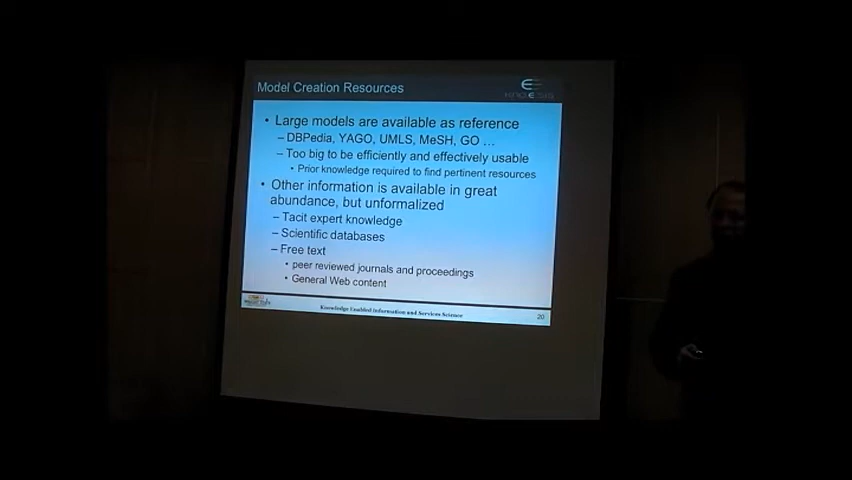 Model Creation Resources
• Large models are available as reference
– DBPedia, YAGO, UMLS, MeSH, GO ...
– Too big to be efficiently and effectively usable
• Prior knowledge required to find pertinent resources
• Other information is available in great
abundance, but unformalized
– Tacit expert knowledge
– Scientific databases
– Free text
• peer reviewed journals and proceedings
• General Web content
Knowledge Enabled Information and Services Science
20